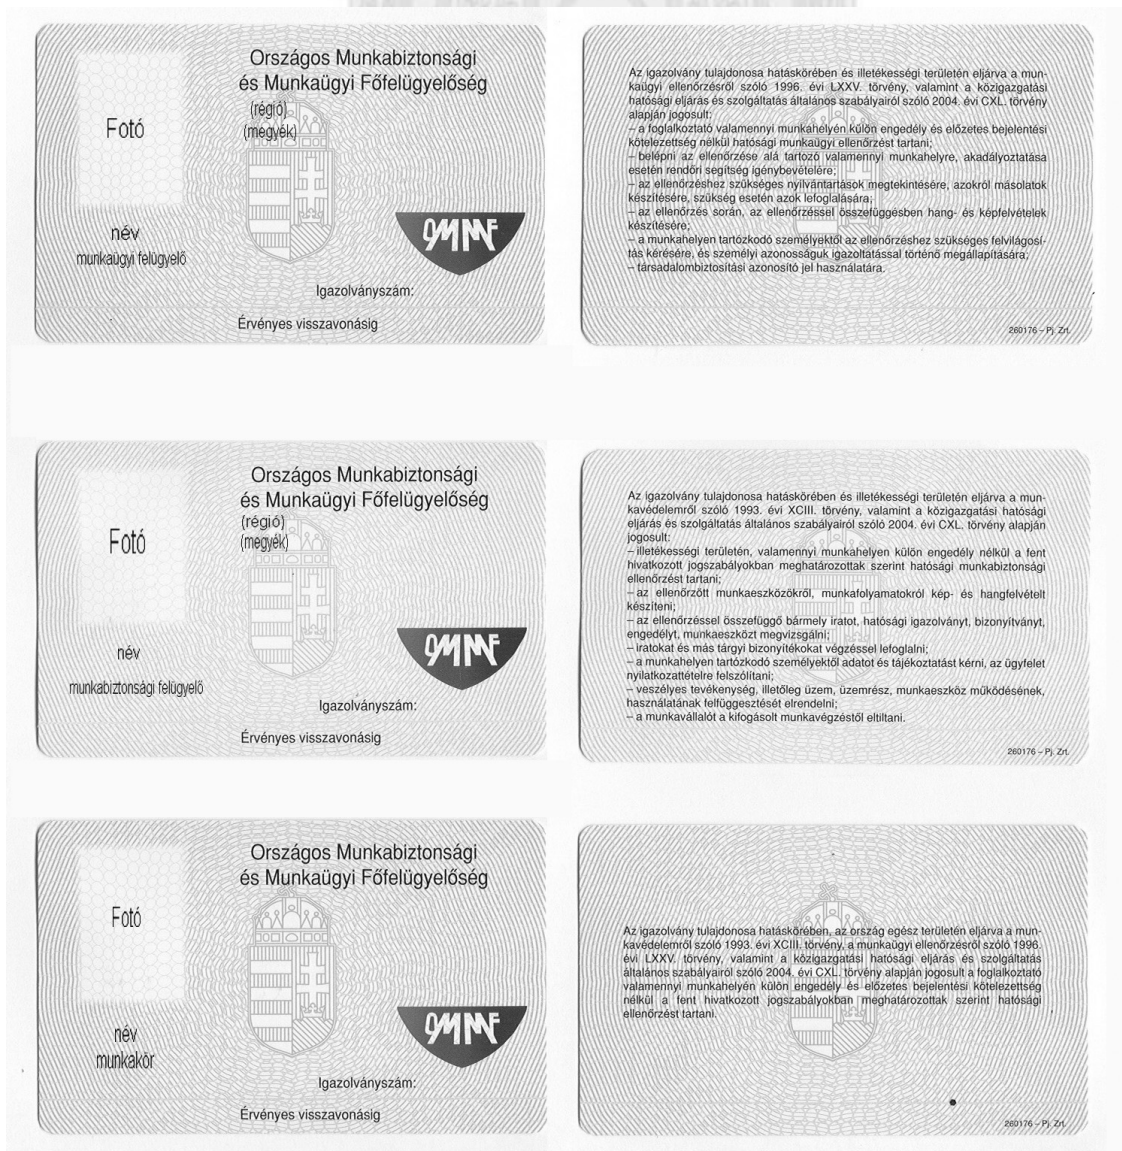 Országos Munkabiztonsági
és Munkaügyi Főfelügyelőség
(régió)
(megyék)
Fotó
OMMF
név
munkaügyi felügyelő
Igazolványszám:
Érvényes visszavonásig
Az igazolvány tulajdonosa hatáskörében és illetékességi területén eljárva a mun-
kaügyi ellenőrzésről szóló 1996. évi LXXV. törvény, valamint a közigazgatási
hatósági eljárás és szolgáltatás általános szabályairól szóló 2004. évi CXL. törvény
alapján jogosult:
– a foglalkoztató valamennyi munkahelyén külön engedély és előzetes bejelentési
kötelezettség nélkül hatósági munkaügyi ellenőrzést tartani;
– belépni az ellenőrzése alá tartozó valamennyi munkahelyre, akadályoztatása
esetén rendőri segítség igénybevételére;
– az ellenőrzéshez szükséges nyilvántartások megtekintésére, azokról másolatok
készítésére, szükség esetén azok lefoglalására;
– az ellenőrzés során, az ellenőrzéssel összefüggésben hang- és képfelvételek
készítésére;
– a munkahelyen tartózkodó személyektől az ellenőrzéshez szükséges felvilágosí-
tás kérésére, és személyi azonosságuk igazoltatással történő megállapítására;
– társadalombiztosítási azonosító jel használatára.
260176 – Pj. Zrt.
Országos Munkabiztonsági
és Munkaügyi Főfelügyelőség
(régió)
(megyék)
Fotó
OMMF
név
munkabiztonsági felügyelő
Igazolványszám:
Érvényes visszavonásig
Az igazolvány tulajdonosa hatáskörében és illetékességi területén eljárva a mun-
kavédelemről szóló 1993. évi XCIII. törvény, valamint a közigazgatási hatósági
eljárás és szolgáltatás általános szabályairól szóló 2004. évi CXL. törvény alapján
jogosult:
– illetékességi területén, valamennyi munkahelyen külön engedély nélkül a fent
hivatkozott jogszabályokban meghatározottak szerint hatósági munkabiztonsági
ellenőrzést tartani;
– az ellenőrzött munkaeszközökről, munkafolyamatokról kép- és hangfelvételt
készíteni;
– az ellenőrzéssel összefüggő bármely iratot, hatósági igazolványt, bizonyítványt,
engedélyt, munkaeszközt megvizsgálni;
– iratokat és más tárgyi bizonyítékokat végzéssel lefoglalni;
– a munkahelyen tartózkodó személyektől adatot és tájékoztatást kérni, az ügyfelet
nyilatkozattételre felszólítani;
– veszélyes tevékenység, illetőleg üzem, üzemrész, munkaeszköz működésének,
használatának felfüggesztését elrendelni;
– a munkavállalót a kifogásolt munkavégzéstől eltiltani.
260176 – Pj. Zrt.
Országos Munkabiztonsági
és Munkaügyi Főfelügyelőség
Fotó
OMMF
név
munkakör
Igazolványszám:
Érvényes visszavonásig
Az igazolvány tulajdonosa hatáskörében, az ország egész területén eljárva a mun-
kavédelemről szóló 1993. évi XCIII. törvény, a munkaügyi ellenőrzésről szóló 1996.
évi LXXV. törvény, valamint a közigazgatási hatósági eljárás és szolgáltatás
általános szabályairól szóló 2004. évi CXL. törvény alapján jogosult a foglalkoztató
valamennyi munkahelyén külön engedély és előzetes bejelentési kötelezettség
nélkül a fent hivatkozott jogszabályokban meghatározottak szerint hatósági
ellenőrzést tartani.
260176 – Pj. Zrt.